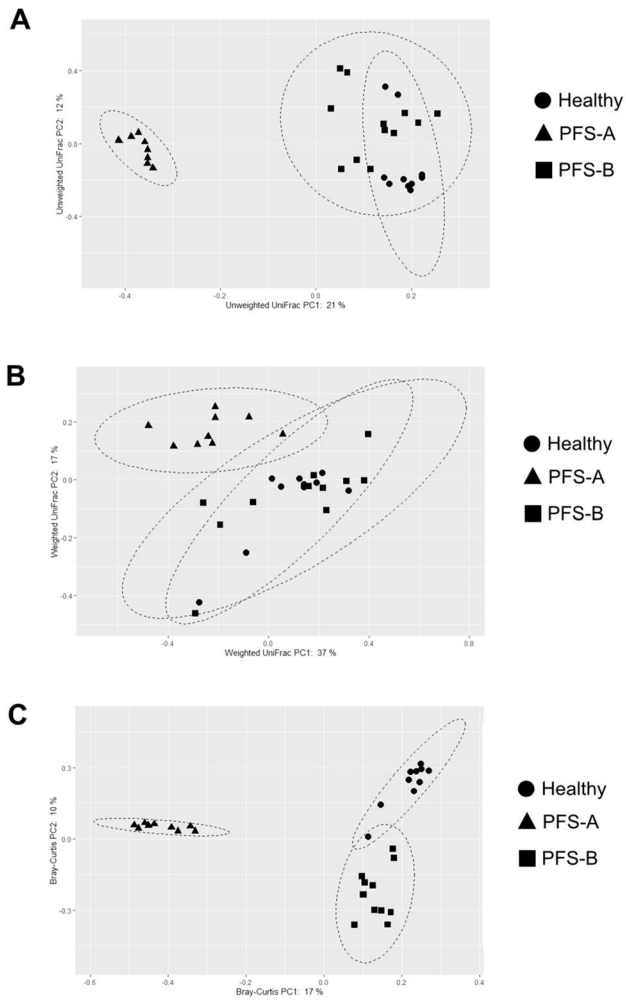 A
Unweighted UniFrac PC2: 12 %
0.4
0.0
-0.4
-0.4
0.0
0.2
Unweighted UniFrac PC1: 21 %
Healthy
PFS-A
PFS-B
B
Weighted UniFrac PC2: 17 %
0.2
0.0
-0.2
-0.4
-0.4
0.0
0.4
0.8
Weighted UniFrac PC1: 37 %
Healthy
PFS-A
PFS-B
C
Bray-Curtis PC2: 10 %
0.3
0.0
-0.3
-0.6
-0.4
-0.2
0.0
0.2
0.4
Bray-Curtis PC1: 17 %
Healthy
PFS-A
PFS-B